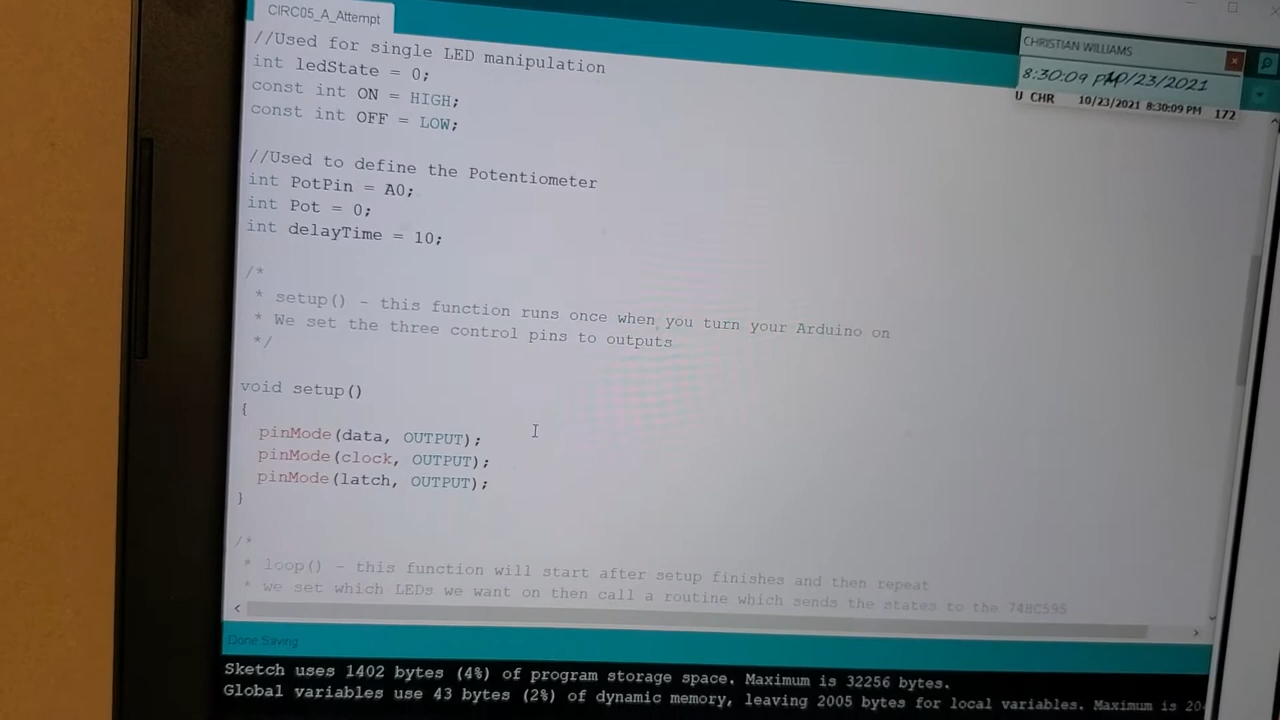 CIRC05_A_Attempt
//Used for single LED manipulation
int ledState = 0;
const int ON = HIGH;
const int OFF = LOW;
//Used to define the Potentiometer
int PotPin = A0;
int Pot = 0;
int delayTime = 10;
/*
* setup() - this function runs once when you turn your Arduino on
* We set the three control pins to outputs
*/
void setup()
{
pinMode(data, OUTPUT);
pinMode(clock, OUTPUT);
pinMode(latch, OUTPUT);
}
/*
* loop() - this function will start after setup finishes and then repeat
* we set which LEDs we want on then call a routine which sends the states to the 74HC595
Done Saving
Sketch uses 1402 bytes (4%) of program storage space. Maximum is 32256 bytes.
Global variables use 43 bytes (2%) of dynamic memory, leaving 2005 bytes for local variables. Maximum is 20
CHRISTIAN WILLIAMS
8:30:09 PM 10/23/2021
U CHR 10/23/2021 8:30:09 PM 172